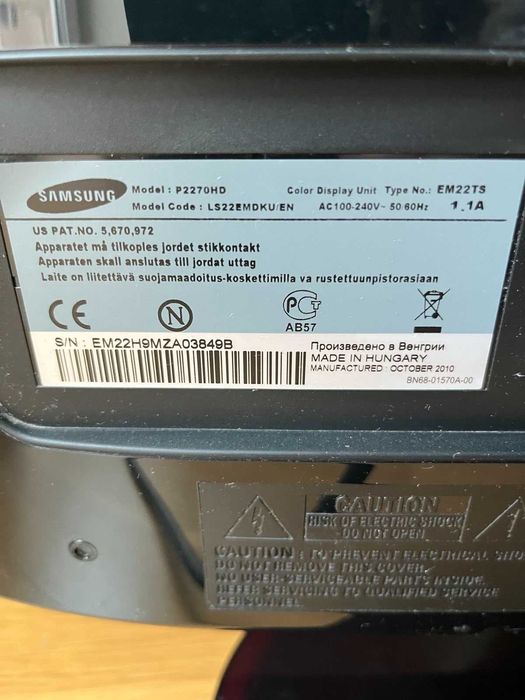 SAMSUNG
Model : P2270HD Color Display Unit Type No.: EM22TS
Model Code : LS22EMDKU/EN AC100-240V~ 50/60Hz 1.1A
US PAT.NO. 5,670,972
Apparatet må tilkoples jordet stikkontakt
Apparaten skall anslutas till jordat uttag
Laite on liitettävä suojamaadoitus-koskettimilla va rustettuunpistorasiaan
CE N PCT
AB57
S/N : EM22H9MZA03849B
Произведено в Венгрии
MADE IN HUNGARY
MANUFACTURED : OCTOBER 2010
BN68-01570A-00
CAUTION
RISK OF ELECTRIC SHOCK
DO NOT OPEN
CAUTION : TO PREVENT ELECTRICAL SHO
DO NOT REMOVE THIS COVER.
NO USER-SERVICEABLE PARTS INSIDE.
REFER SERVICING TO QUALIFIED SERVICE
PERSONNEL